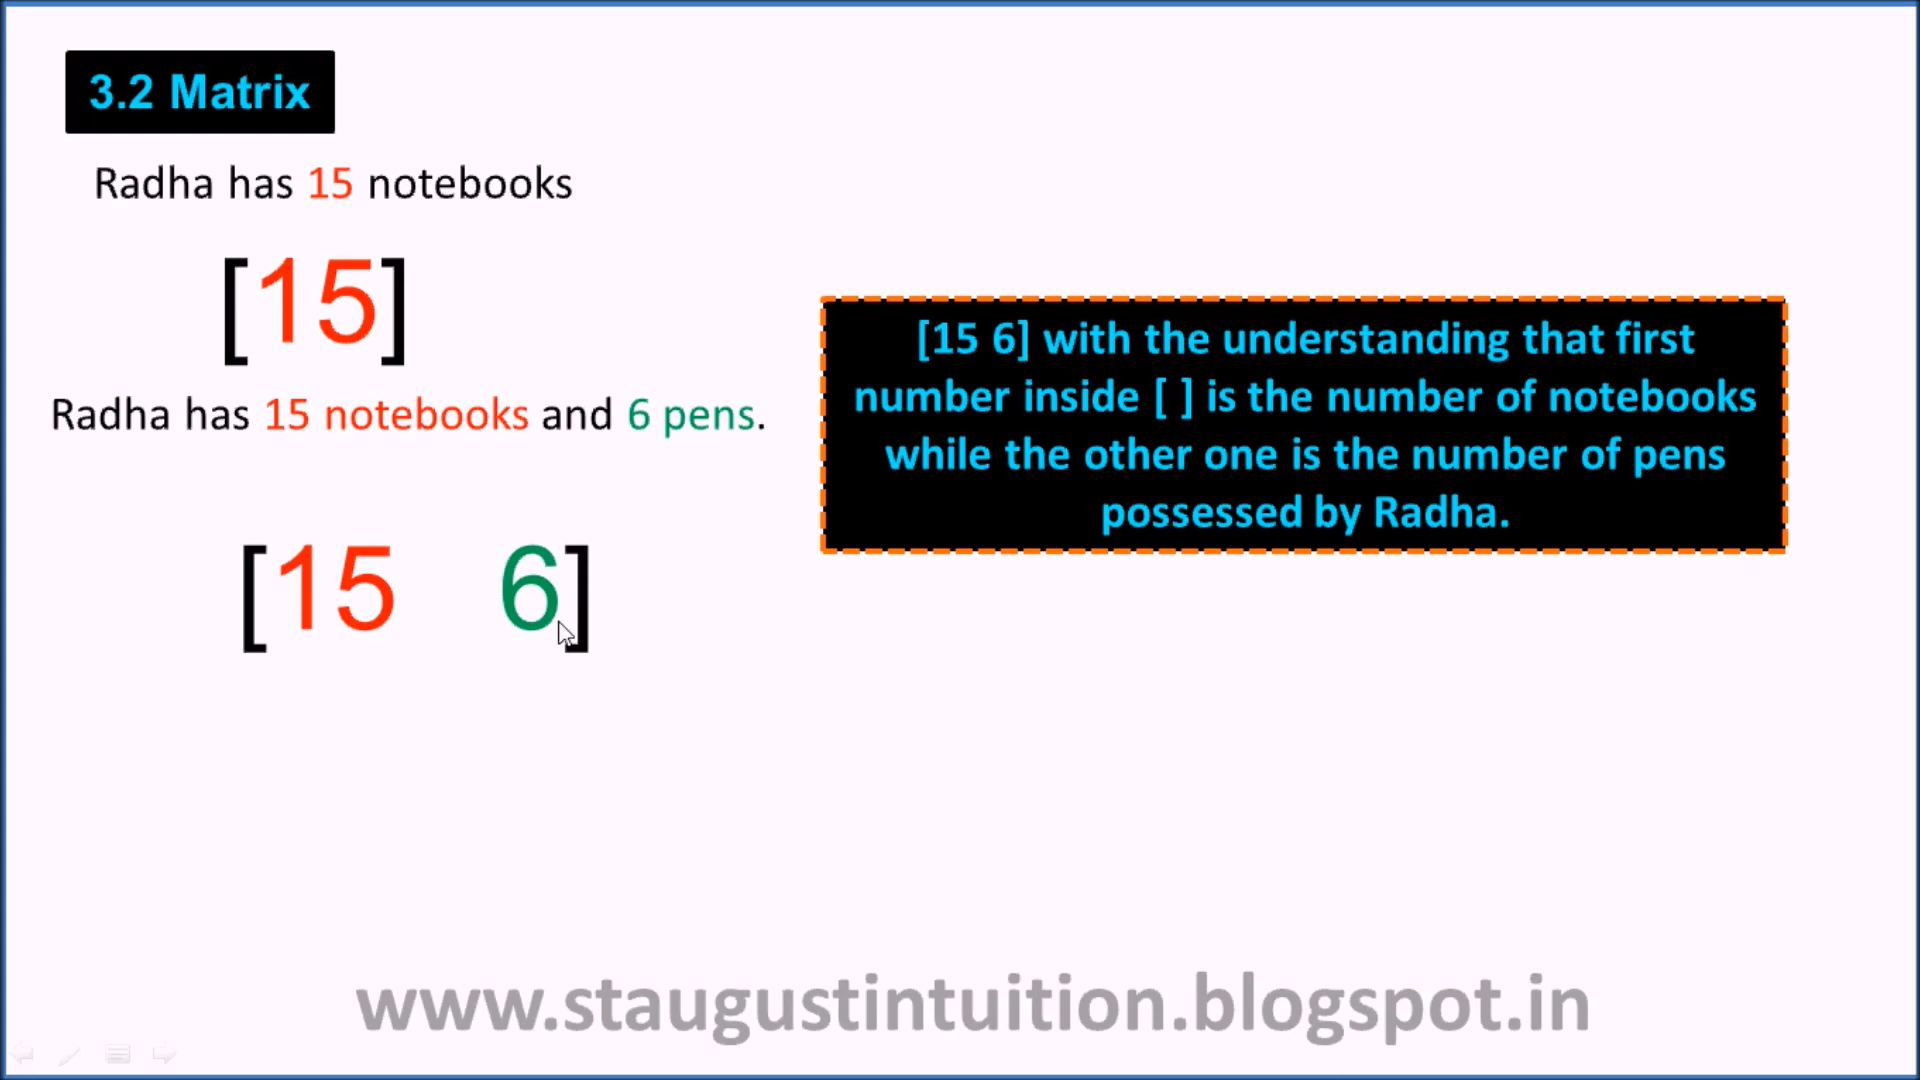 3.2 Matrix
Radha has 15 notebooks
[15]
Radha has 15 notebooks and 6 pens.
[15 6]
[15 6] with the understanding that first
number inside [ ] is the number of notebooks
while the other one is the number of pens
possessed by Radha.
www.staugustintuition.blogspot.in